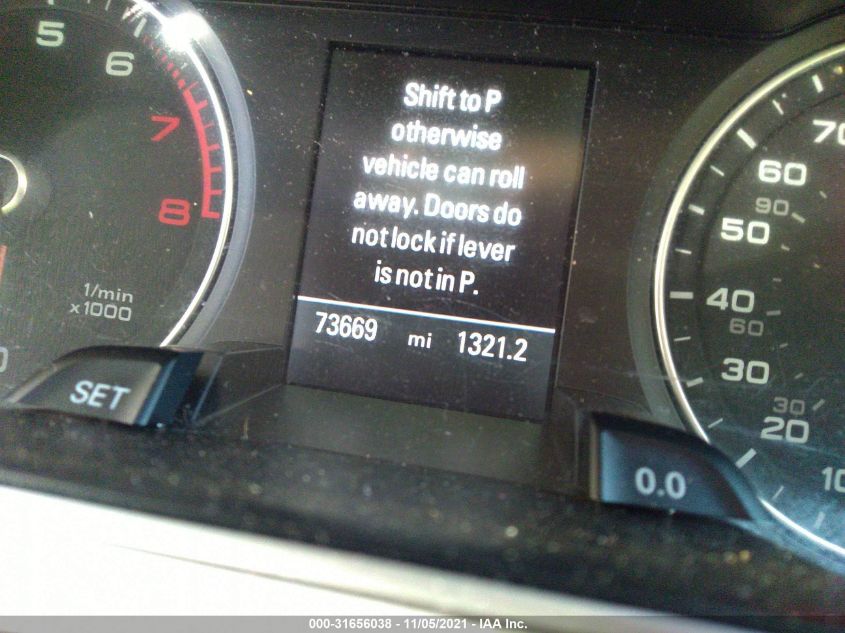 5
6
7
8
1/min
x1000
0
SET
Shift to P
otherwise
vehicle can roll
away. Doors do
not lock if lever
is not in P.
73669 mi 1321.2
70
60
90
50
40
60
30
30
20
10
0.0
000-31656038 - 11/05/2021 - IAA Inc.